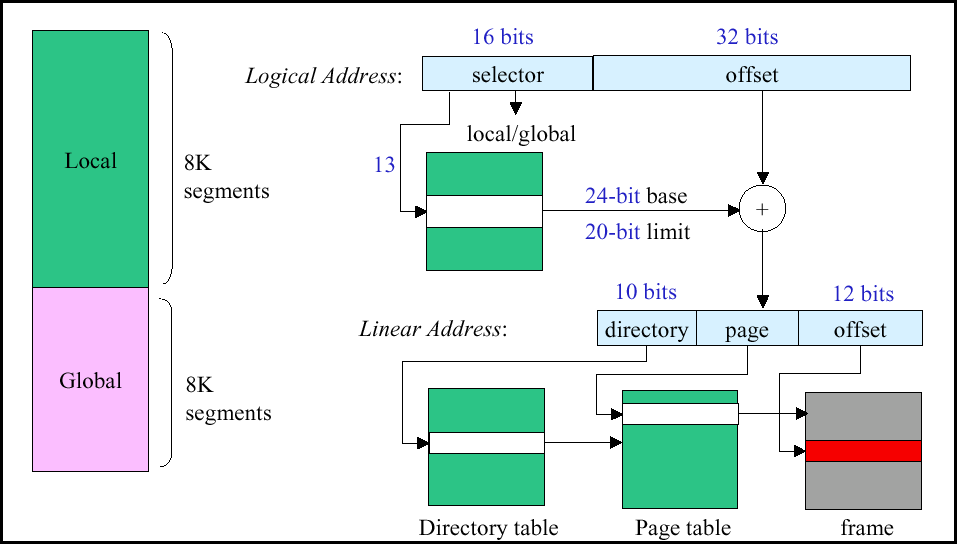 16 bits 32 bits
Logical Address: selector offset
local/global
Local
13
8K
segments
24-bit base
+
20-bit limit
10 bits 12 bits
Linear Address: directory page offset
Global
8K
segments
Directory table Page table frame